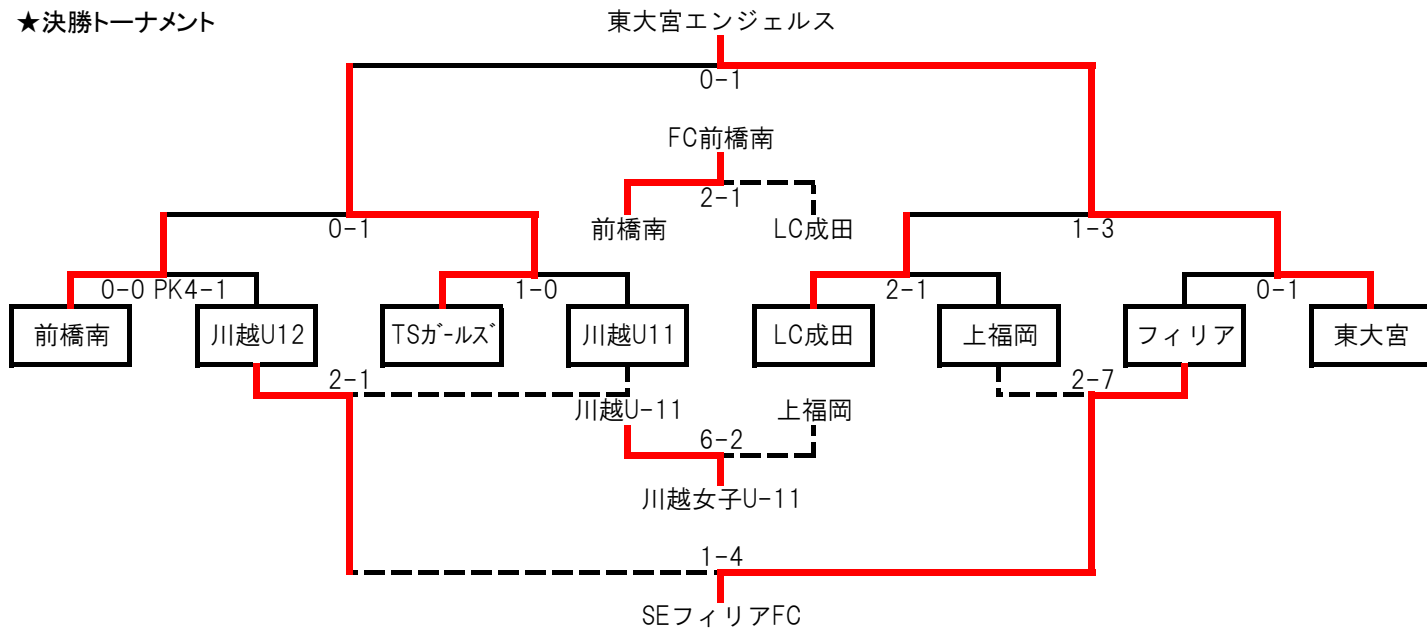 ★決勝トーナメント
東大宮エンジェルス
0-1
FC前橋南
2-1
前橋南
LC成田
0-1
1-3
0-0 PK4-1
1-0
2-1
0-1
前橋南
川越U12
TSガールズ
川越U11
LC成田
上福岡
フィリア
東大宮
2-1
2-7
川越U-11
上福岡
6-2
川越女子U-11
1-4
SEフィリアFC